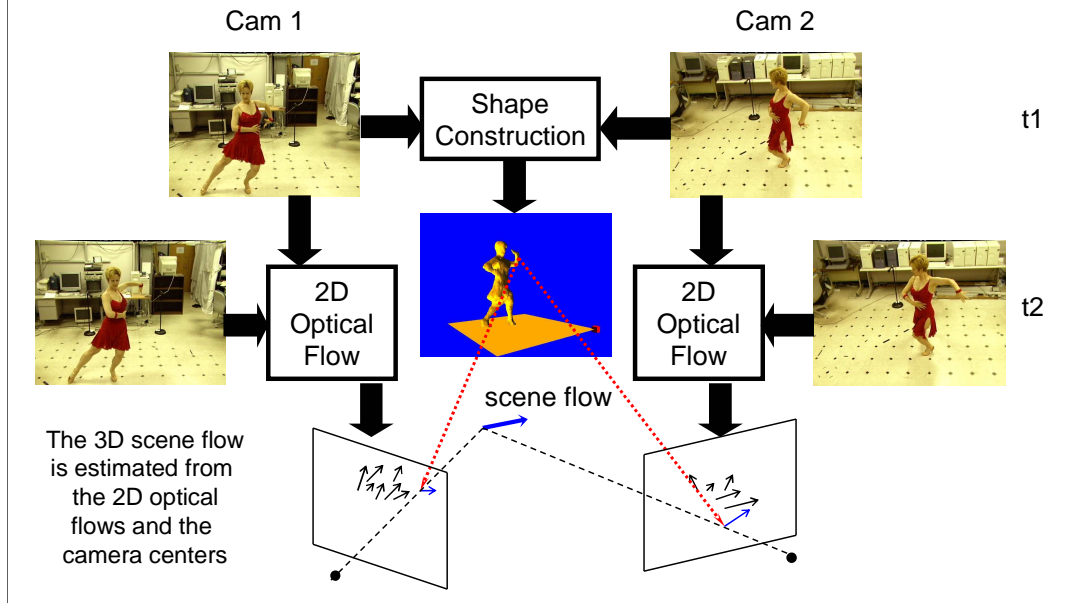 Cam 1
Cam 2
Shape
Construction
t1
2D
Optical
Flow
2D
Optical
Flow
t2
scene flow
The 3D scene flow
is estimated from
the 2D optical
flows and the
camera centers